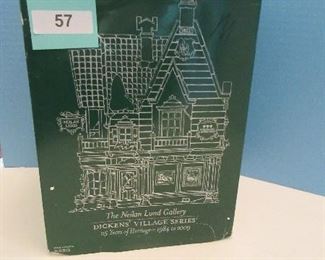 57
The Neilan Lund Gallery
DICKENS' VILLAGE SERIES
25 Years of Heritage ~ 1984 to 2009